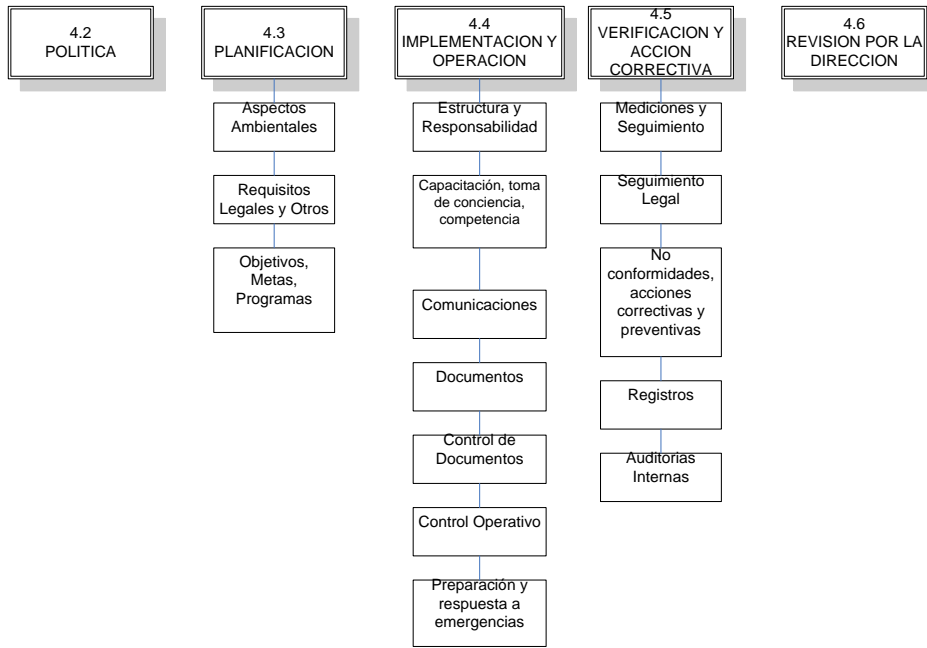 4.2
POLITICA
4.3
PLANIFICACION
Aspectos
Ambientales
Requisitos
Legales y Otros
Objetivos,
Metas,
Programas
4.4
IMPLEMENTACION Y
OPERACION
Estructura y
Responsabilidad
Capacitación, toma
de conciencia,
competencia
Comunicaciones
Documentos
Control de
Documentos
Control Operativo
Preparación y
respuesta a
emergencias
4.5
VERIFICACION Y
ACCION
CORRECTIVA
Mediciones y
Seguimiento
Seguimiento
Legal
No
conformidades,
acciones
correctivas y
preventivas
Registros
Auditorias
Internas
4.6
REVISION POR LA
DIRECCION